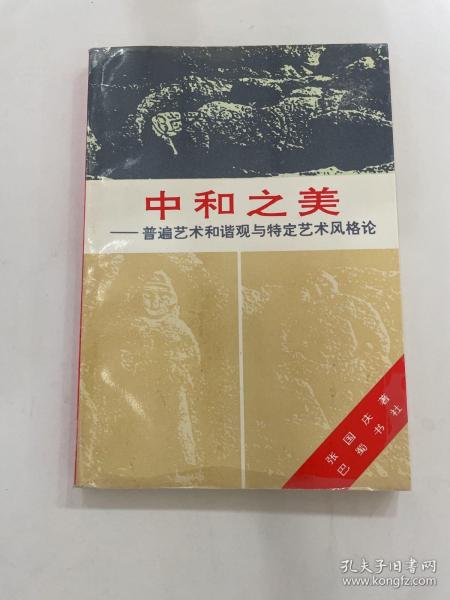 中和之美
——普遍艺术和谐观与特定艺术风格论
张国庆著
巴蜀书社
孔夫子旧书网
www.kongfz.com